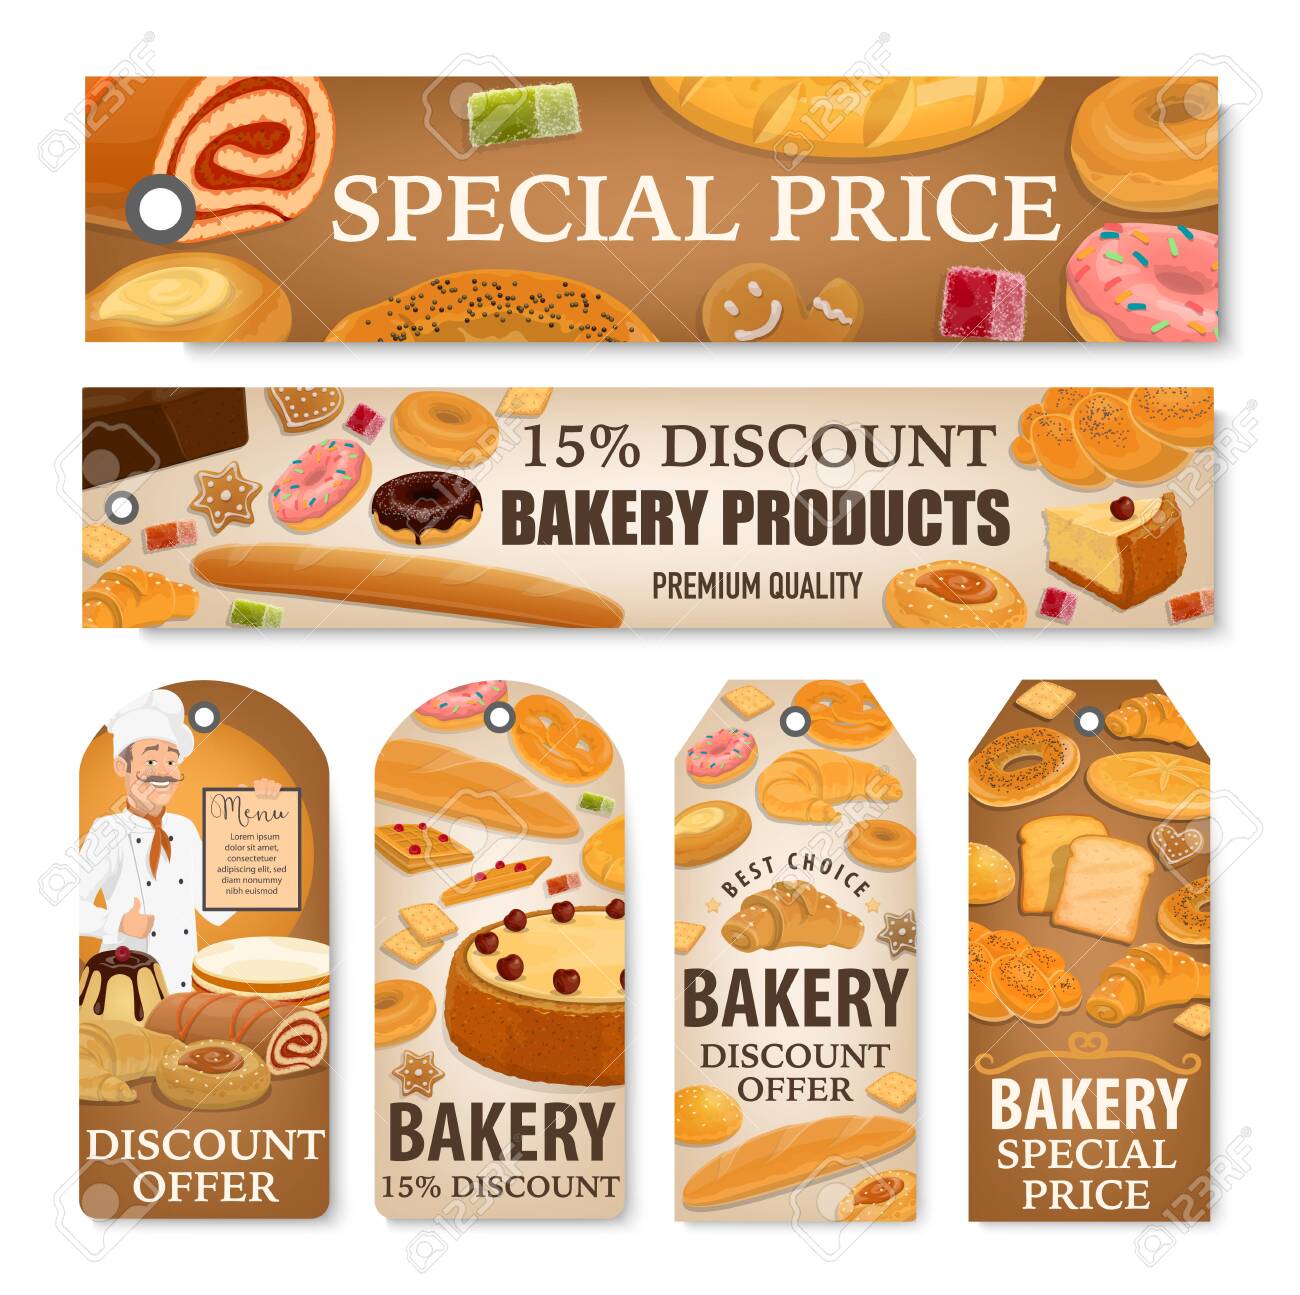 SPECIAL PRICE
15% DISCOUNT
BAKERY PRODUCTS
PREMIUM QUALITY
Menu
Lorem ipsum
dolor sit amet,
consectetuer
adipiscing elit, sed
diam nonummy
nibh euismod
DISCOUNT
OFFER
BAKERY
15% DISCOUNT
BEST CHOICE
BAKERY
DISCOUNT
OFFER
BAKERY
SPECIAL
PRICE
123RF